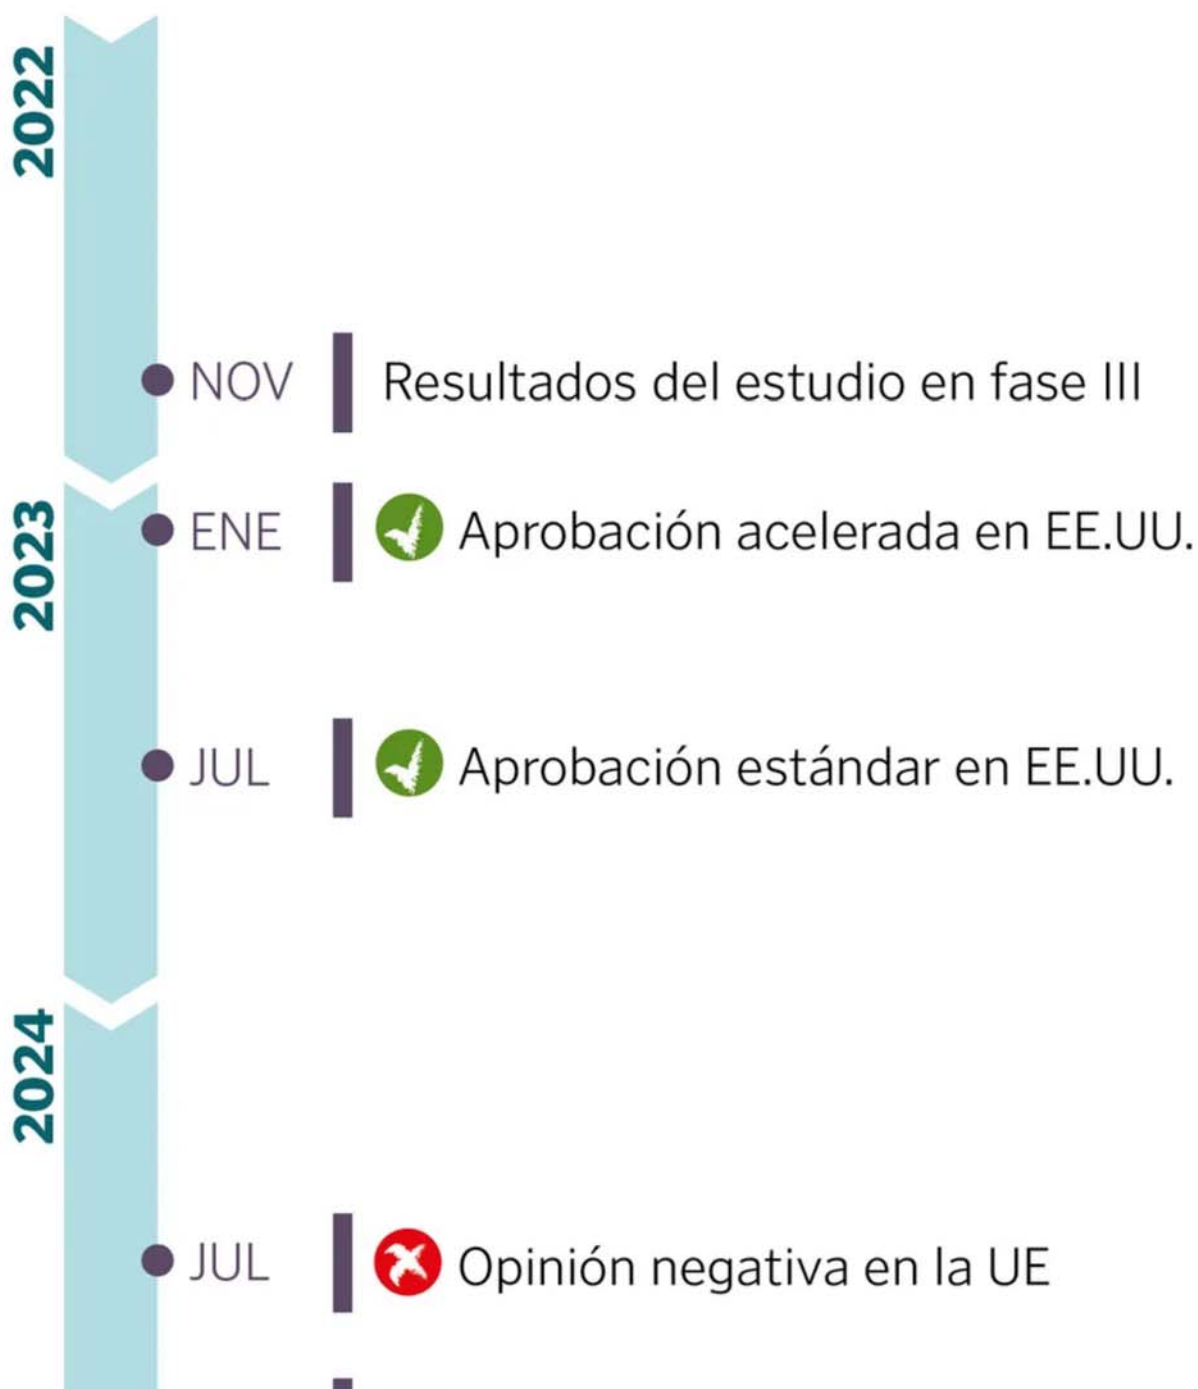 2022
NOV Resultados del estudio en fase III
2023
ENE Aprobación acelerada en EE.UU.
JUL Aprobación estándar en EE.UU.
2024
JUL Opinión negativa en la UE